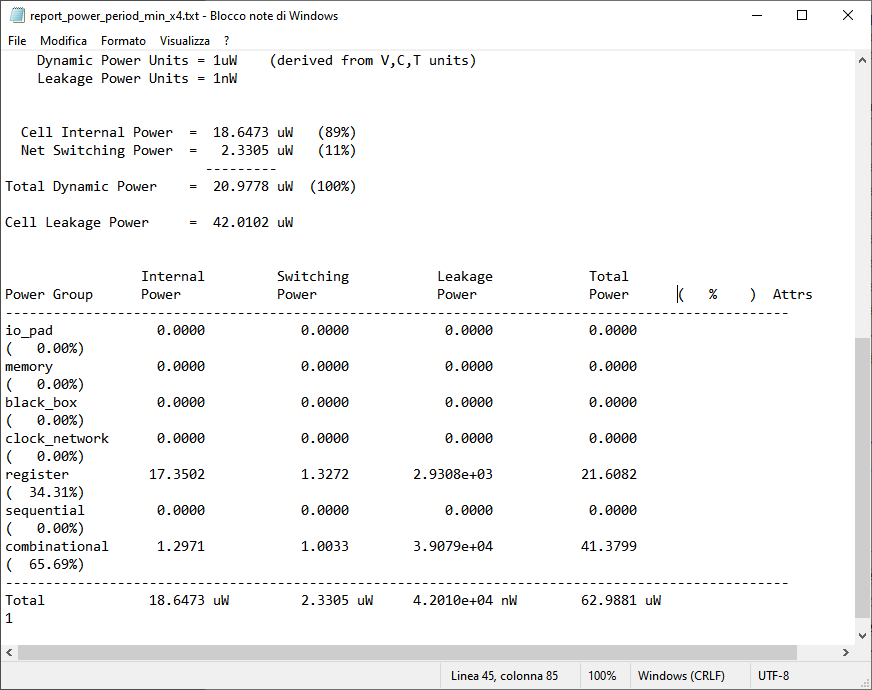 report_power_period_min_x4.txt - Blocco note di Windows
File Modifica Formato Visualizza ?
    Dynamic Power Units = 1uW    (derived from V,C,T units)
    Leakage Power Units = 1nW
  Cell Internal Power  =  18.6473 uW   (89%)
  Net Switching Power  =   2.3305 uW   (11%)
                         ---------
Total Dynamic Power    =  20.9778 uW  (100%)
Cell Leakage Power     =  42.0102 uW
                 Internal         Switching           Leakage            Total
Power Group      Power            Power               Power              Power      (   %    )  Attrs
--------------------------------------------------------------------------------------------------
io_pad             0.0000            0.0000            0.0000            0.0000
(   0.00%)
memory             0.0000            0.0000            0.0000            0.0000
(   0.00%)
black_box          0.0000            0.0000            0.0000            0.0000
(   0.00%)
clock_network      0.0000            0.0000            0.0000            0.0000
(   0.00%)
register          17.3502            1.3272        2.9308e+03           21.6082
(  34.31%)
sequential         0.0000            0.0000            0.0000            0.0000
(   0.00%)
combinational      1.2971            1.0033        3.9079e+04           41.3799
(  65.69%)
--------------------------------------------------------------------------------------------------
Total             18.6473 uW         2.3305 uW     4.2010e+04 nW        62.9881 uW
1
Linea 45, colonna 85 100% Windows (CRLF) UTF-8